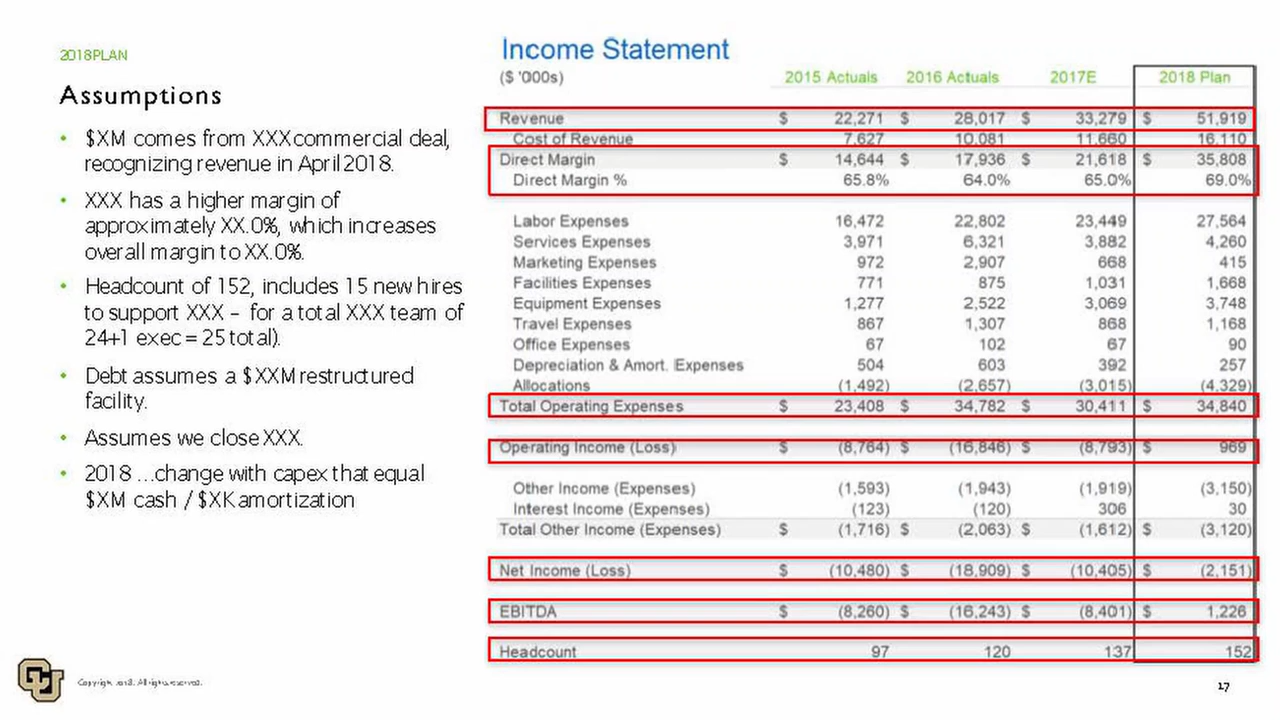 2018PLAN
Assumptions
• $XM comes from XXX commercial deal,
recognizing revenue in April 2018.
• XXX has a higher margin of
approximately XX.0%, which increases
overall margin to XX.0%.
• Headcount of 152, includes 15 new hires
to support XXX – for a total XXX team of
24+1 exec = 25 total).
• Debt assumes a $XXM restructured
facility.
• Assumes we close XXX.
• 2018 ...change with capex that equal
$XM cash / $XK amortization
Income Statement
($ '000s) 2015 Actuals 2016 Actuals 2017E 2018 Plan
Revenue $ 22,271 $ 28,017 $ 33,279 $ 51,919
Cost of Revenue 7,627 10,081 11,660 16,110
Direct Margin $ 14,644 $ 17,936 $ 21,618 $ 35,808
Direct Margin % 65.8% 64.0% 65.0% 69.0%
Labor Expenses 16,472 22,802 23,449 27,564
Services Expenses 3,971 6,321 3,882 4,260
Marketing Expenses 972 2,907 668 415
Facilities Expenses 771 875 1,031 1,668
Equipment Expenses 1,277 2,522 3,069 3,748
Travel Expenses 867 1,307 868 1,168
Office Expenses 67 102 67 90
Depreciation & Amort. Expenses 504 603 392 257
Allocations (1,492) (2,657) (3,015) (4,329)
Total Operating Expenses $ 23,408 $ 34,782 $ 30,411 $ 34,840
Operating Income (Loss) $ (8,764) $ (16,846) $ (8,793) $ 969
Other Income (Expenses) (1,593) (1,943) (1,919) (3,150)
Interest Income (Expenses) (123) (120) 306 30
Total Other Income (Expenses) $ (1,716) $ (2,063) $ (1,612) $ (3,120)
Net Income (Loss) $ (10,480) $ (18,909) $ (10,405) $ (2,151)
EBITDA $ (8,260) $ (16,243) $ (8,401) $ 1,226
Headcount 97 120 137 152
CU
Copyright 2018. All rights reserved.
17